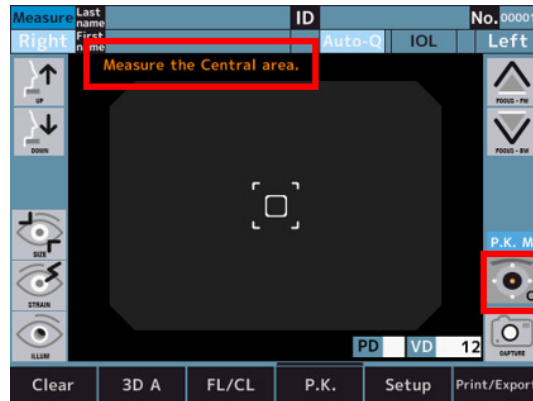 Measure Last name ID No. 00001
Right First name Auto-Q IOL Left
Measure the Central area.
UP
FOCUS - FW
DOWN
FOCUS - BW
SIZE
P.K. M
STRAIN
C
ILLUM
CAPTURE
PD VD 12
Clear 3D A FL/CL P.K. Setup Print/Export